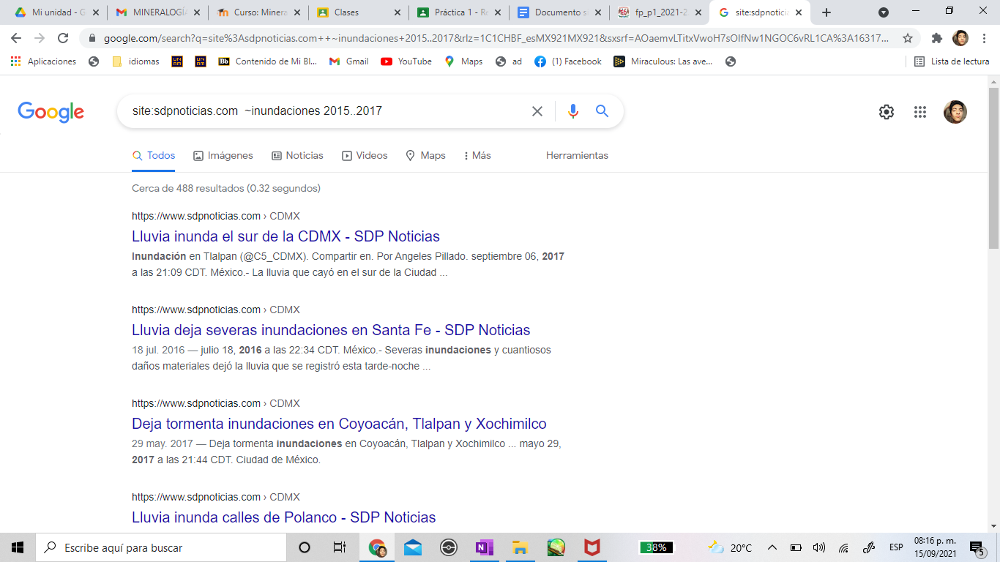 Mi unidad - G
MINERALOGÍA
Curso: Minera
Clases
Práctica 1 - Re
Documento si
fp_p1_2021-2
site:sdpnoticia
google.com/search?q=site%3Asdpnoticias.com++~inundaciones+2015..2017&rlz=1C1CHBF_esMX921MX921&sxsrf=AOaemvLTitxVwoH7sOIfNw1NGOC6vRL1CA%3A16317...
Aplicaciones
idiomas
UN AM
UN AM
Bb
Contenido de Mi Bl...
Gmail
YouTube
Maps
ad
(1) Facebook
Miraculous: Las ave...
Lista de lectura
Google
site:sdpnoticias.com ~inundaciones 2015..2017
Todos
Imágenes
Noticias
Videos
Maps
Más
Herramientas
Cerca de 488 resultados (0.32 segundos)
https://www.sdpnoticias.com › CDMX
Lluvia inunda el sur de la CDMX - SDP Noticias
Inundación en Tlalpan (@C5_CDMX). Compartir en. Por Angeles Pillado. septiembre 06, 2017
a las 21:09 CDT. México.- La lluvia que cayó en el sur de la Ciudad ...
https://www.sdpnoticias.com › CDMX
Lluvia deja severas inundaciones en Santa Fe - SDP Noticias
18 jul. 2016 — julio 18, 2016 a las 22:34 CDT. México.- Severas inundaciones y cuantiosos
daños materiales dejó la lluvia que se registró esta tarde-noche ...
https://www.sdpnoticias.com › CDMX
Deja tormenta inundaciones en Coyoacán, Tlalpan y Xochimilco
29 may. 2017 — Deja tormenta inundaciones en Coyoacán, Tlalpan y Xochimilco ... mayo 29,
2017 a las 21:44 CDT. Ciudad de México.
https://www.sdpnoticias.com › CDMX
Lluvia inunda calles de Polanco - SDP Noticias
Escribe aquí para buscar
N
38%
20°C
ESP
08:16 p. m.
15/09/2021
5